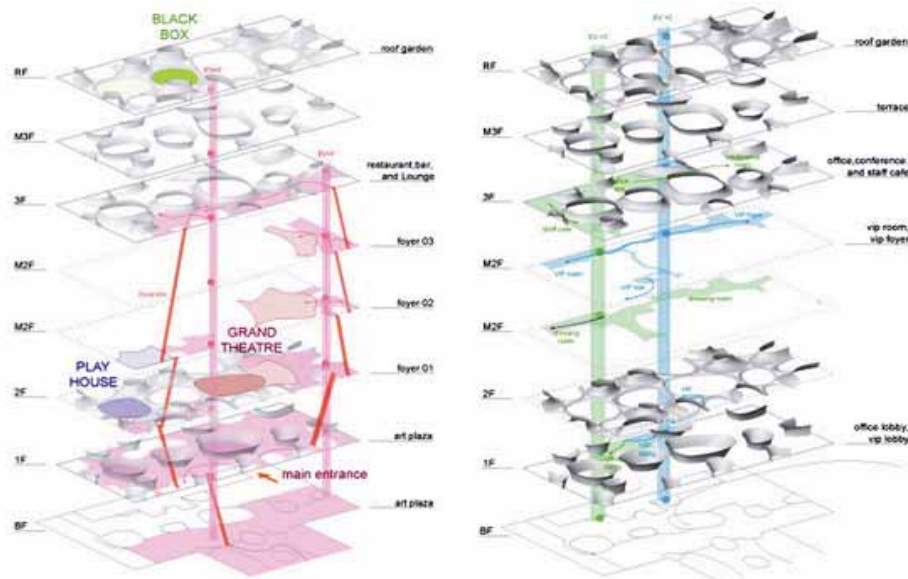 BLACK
BOX
roof garden
RF
M3F
restaurant,bar,
and Lounge
3F
foyer 03
M2F
foyer 02
M2F
GRAND
THEATRE
PLAY
HOUSE
foyer 01
2F
art plaza
1F
main entrance
art plaza
BF
roof garden
RF
terrace
M3F
office,conference
and staff cafe
3F
vip room,
vip foyer
M2F
M2F
dressing room
2F
office lobby,
vip lobby
1F
BF